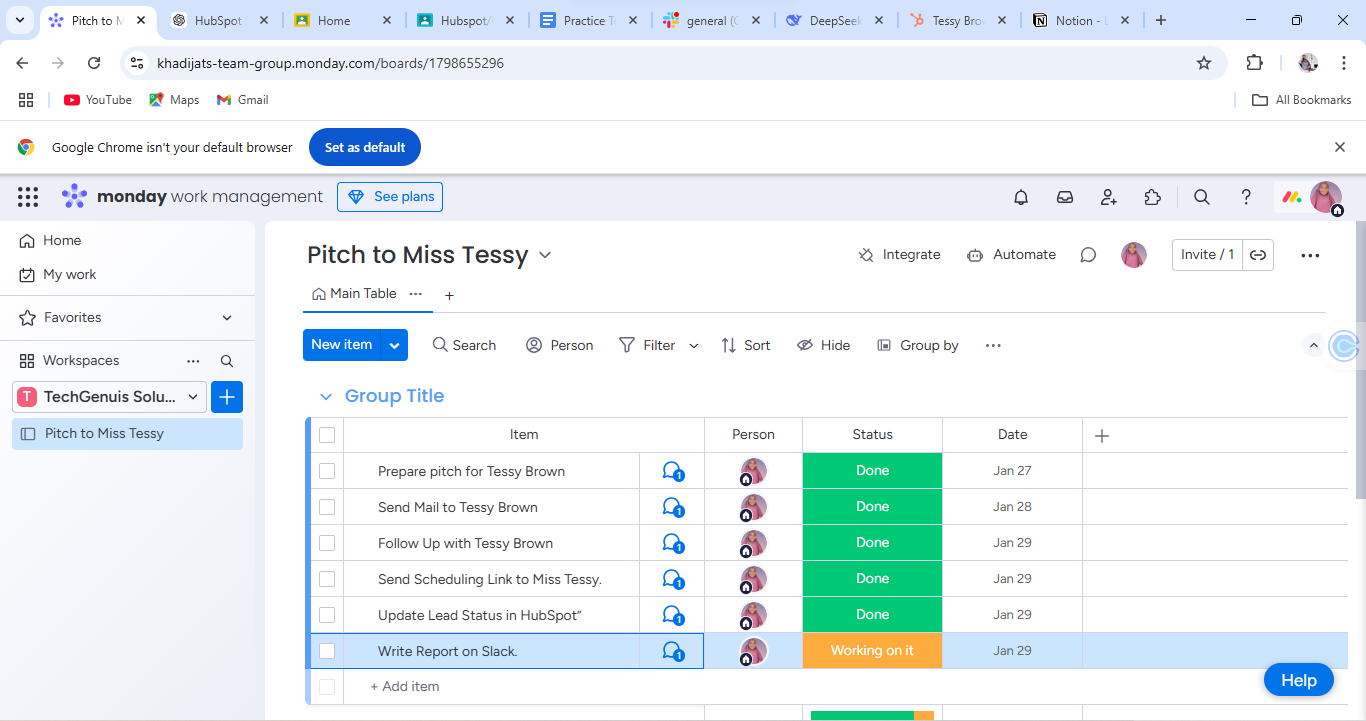 Pitch to M
HubSpot
Home
Hubspot/
Practice T
general (
DeepSeek
Tessy Bro
Notion -
khadijats-team-group.monday.com/boards/1798655296
YouTube
Maps
Gmail
All Bookmarks
Google Chrome isn't your default browser
Set as default
monday work management
See plans
Home
My work
Favorites
Workspaces
T
TechGenuis Solu...
Pitch to Miss Tessy
Pitch to Miss Tessy
Integrate
Automate
Invite / 1
Main Table
New item
Search
Person
Filter
Sort
Hide
Group by
Group Title
Item
Person
Status
Date
Prepare pitch for Tessy Brown
1
Done
Jan 27
Send Mail to Tessy Brown
1
Done
Jan 28
Follow Up with Tessy Brown
1
Done
Jan 29
Send Scheduling Link to Miss Tessy.
1
Done
Jan 29
Update Lead Status in HubSpot”
1
Done
Jan 29
Write Report on Slack.
1
Working on it
Jan 29
+ Add item
Help